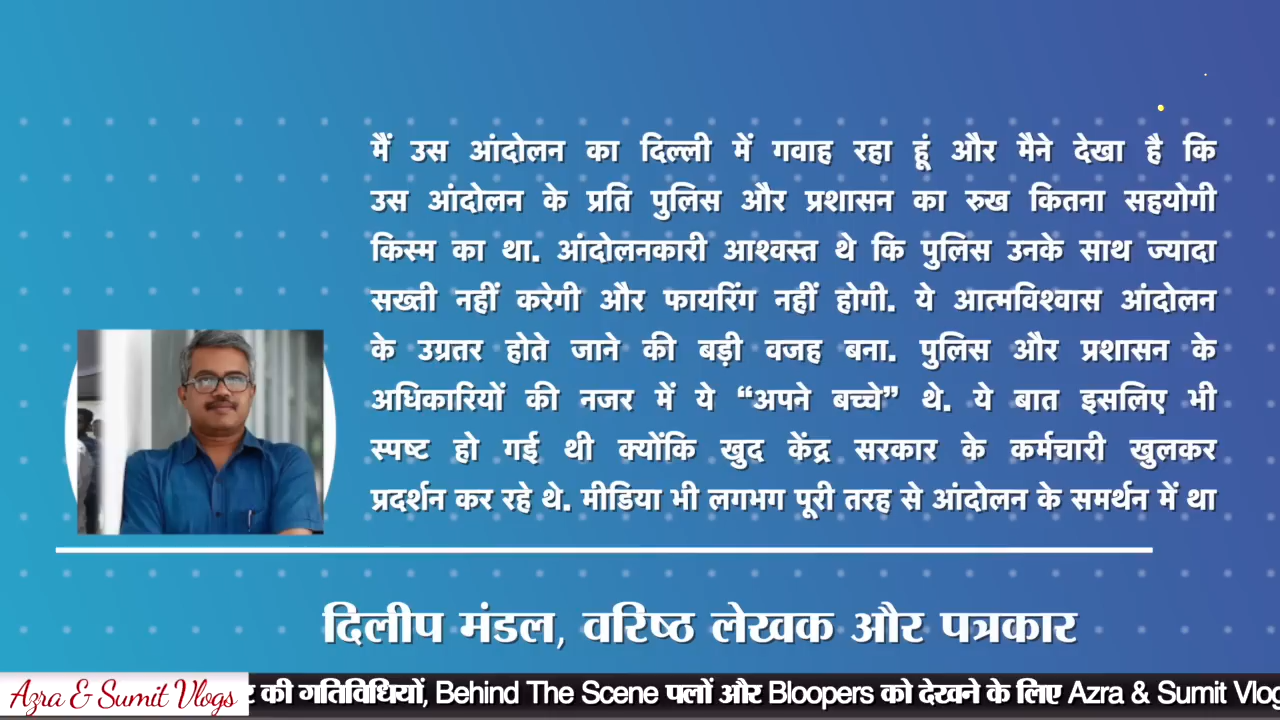 मैं उस आंदोलन का दिल्ली में गवाह रहा हूं और मैने देखा है कि
उस आंदोलन के प्रति पुलिस और प्रशासन का रुख कितना सहयोगी
किस्म का था. आंदोलनकारी आश्वस्त थे कि पुलिस उनके साथ ज्यादा
सख्ती नहीं करेगी और फायरिंग नहीं होगी. ये आत्मविश्वास आंदोलन
के उग्रतर होते जाने की बड़ी वजह बना. पुलिस और प्रशासन के
अधिकारियों की नजर में ये “अपने बच्चे” थे. ये बात इसलिए भी
स्पष्ट हो गई थी क्योंकि खुद केंद्र सरकार के कर्मचारी खुलकर
प्रदर्शन कर रहे थे. मीडिया भी लगभग पूरी तरह से आंदोलन के समर्थन में था
दिलीप मंडल, वरिष्ठ लेखक और पत्रकार
Azra & Sumit Vlogs
की गतिविधियों, Behind The Scene पलों और Bloopers को देखने के लिए Azra & Sumit